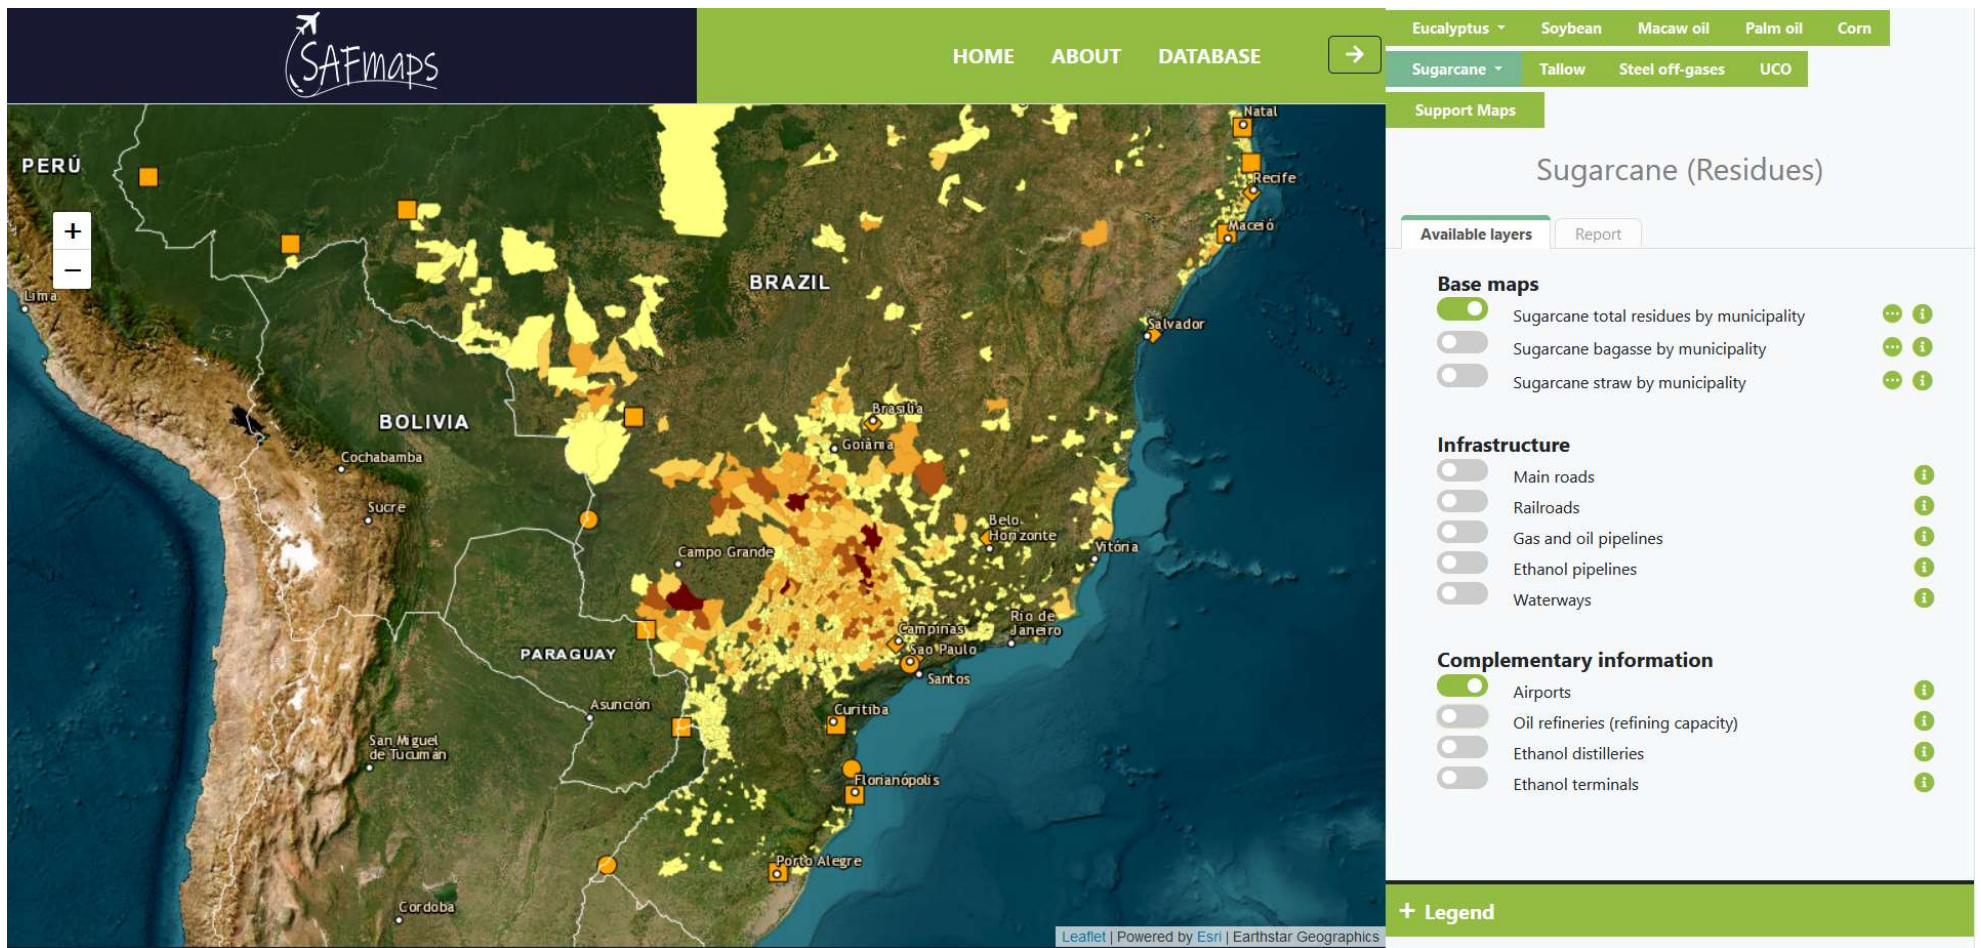 SAFmaps
HOME ABOUT DATABASE
Eucalyptus Soybean Macaw oil Palm oil Corn
Sugarcane Tallow Steel off-gases UCO
Support Maps
Sugarcane (Residues)
Available layers Report
Base maps
Sugarcane total residues by municipality
Sugarcane bagasse by municipality
Sugarcane straw by municipality
Infrastructure
Main roads
Railroads
Gas and oil pipelines
Ethanol pipelines
Waterways
Complementary information
Airports
Oil refineries (refining capacity)
Ethanol distilleries
Ethanol terminals
+ Legend
+
−
PERÚ
Lima
Natal
Recife
Maceió
BRAZIL
Salvador
BOLIVIA
Brasília
Goiânia
Cochabamba
Sucre
Belo
Horizonte
Campo Grande
Vitória
Rio de
Janeiro
Campinas
Sao Paulo
PARAGUAY
Santos
Asunción
Curitiba
San Miguel
de Tucumán
Florianópolis
Porto Alegre
Cordoba
Leaflet | Powered by Esri | Earthstar Geographics